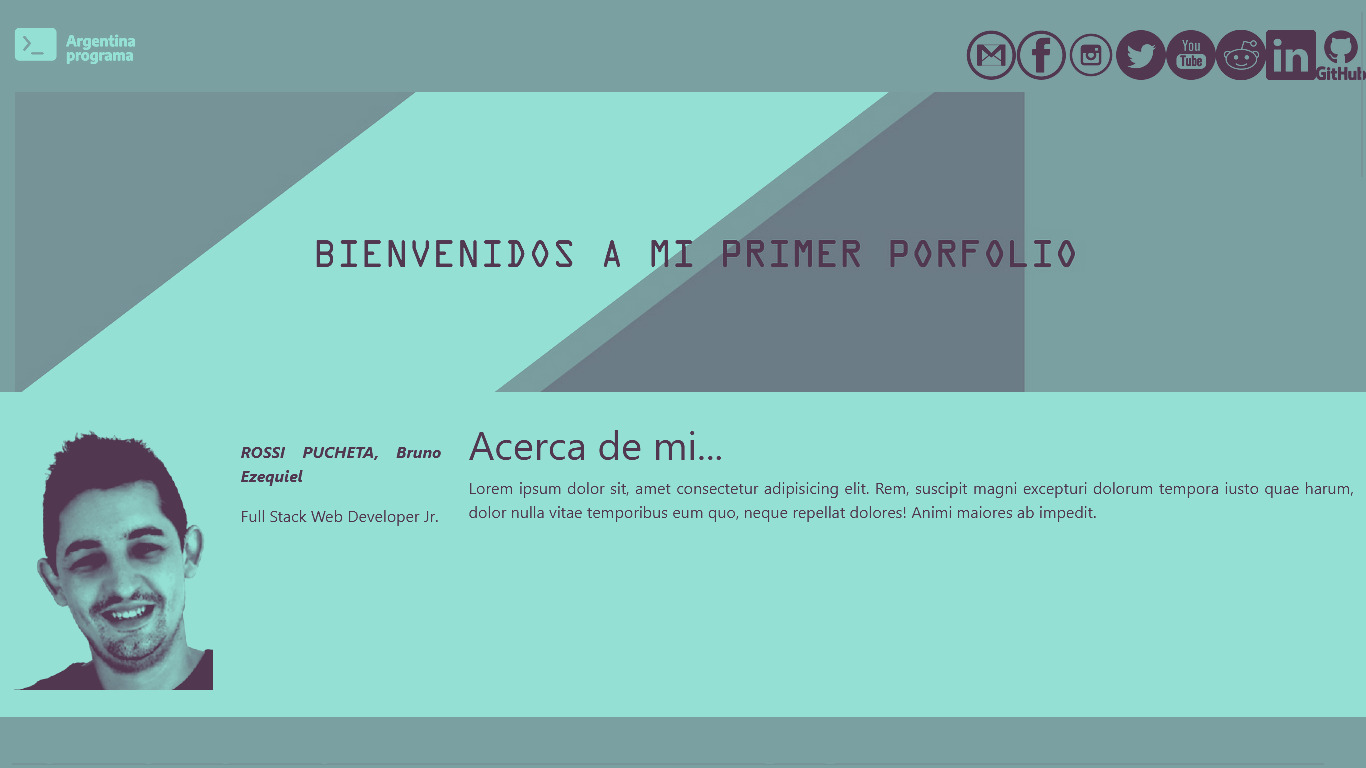 Argentina
programa
You
Tube
GitHub
BIENVENIDOS A MI PRIMER PORFOLIO
ROSSI PUCHETA, Bruno
Ezequiel
Full Stack Web Developer Jr.
Acerca de mi...
Lorem ipsum dolor sit, amet consectetur adipisicing elit. Rem, suscipit magni excepturi dolorum tempora iusto quae harum,
dolor nulla vitae temporibus eum quo, neque repellat dolores! Animi maiores ab impedit.